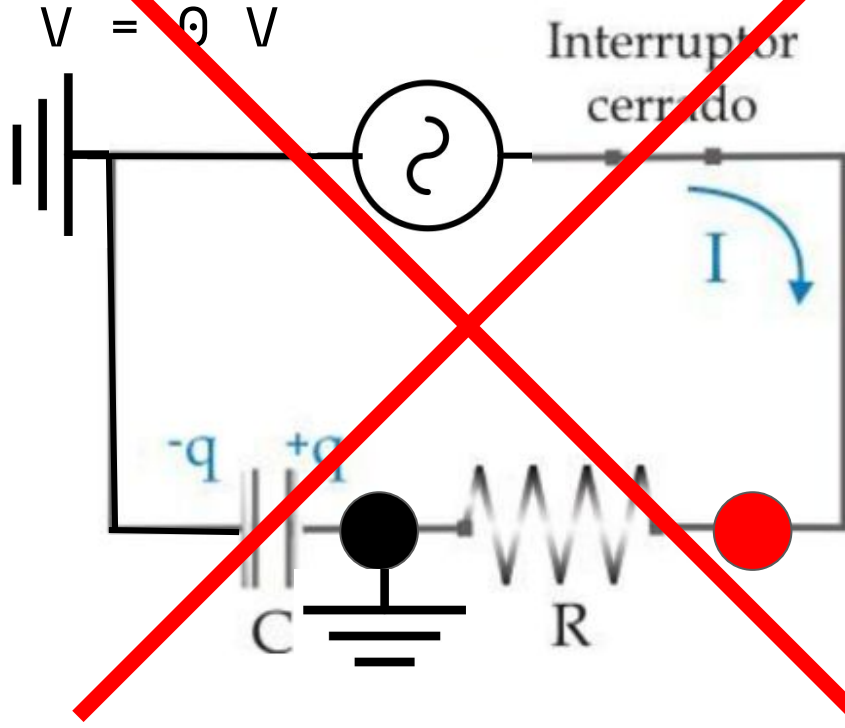 V = 0 V
Interruptor
cerrado
I
-q
+q
C
R